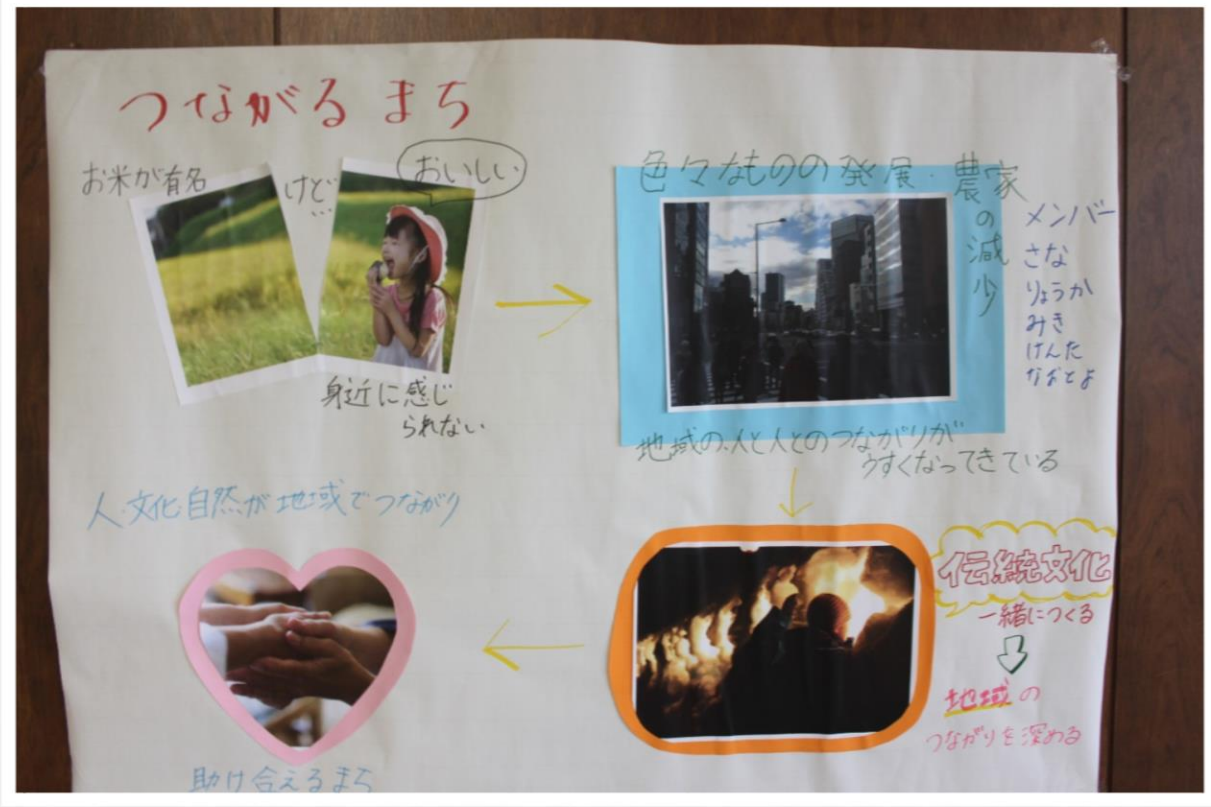 つながるまち
お米が有名
けど…
おいしい
身近に感じ
られない
色々なものの発展・農家
の減少
メンバー
さな
りょうか
みき
けんた
なおとよ
地域の人と人とのつながりが
うすくなってきている
伝統文化
一緒につくる
地域の
つながりを深める
人・文化・自然が地域でつながり
助け合えるまち